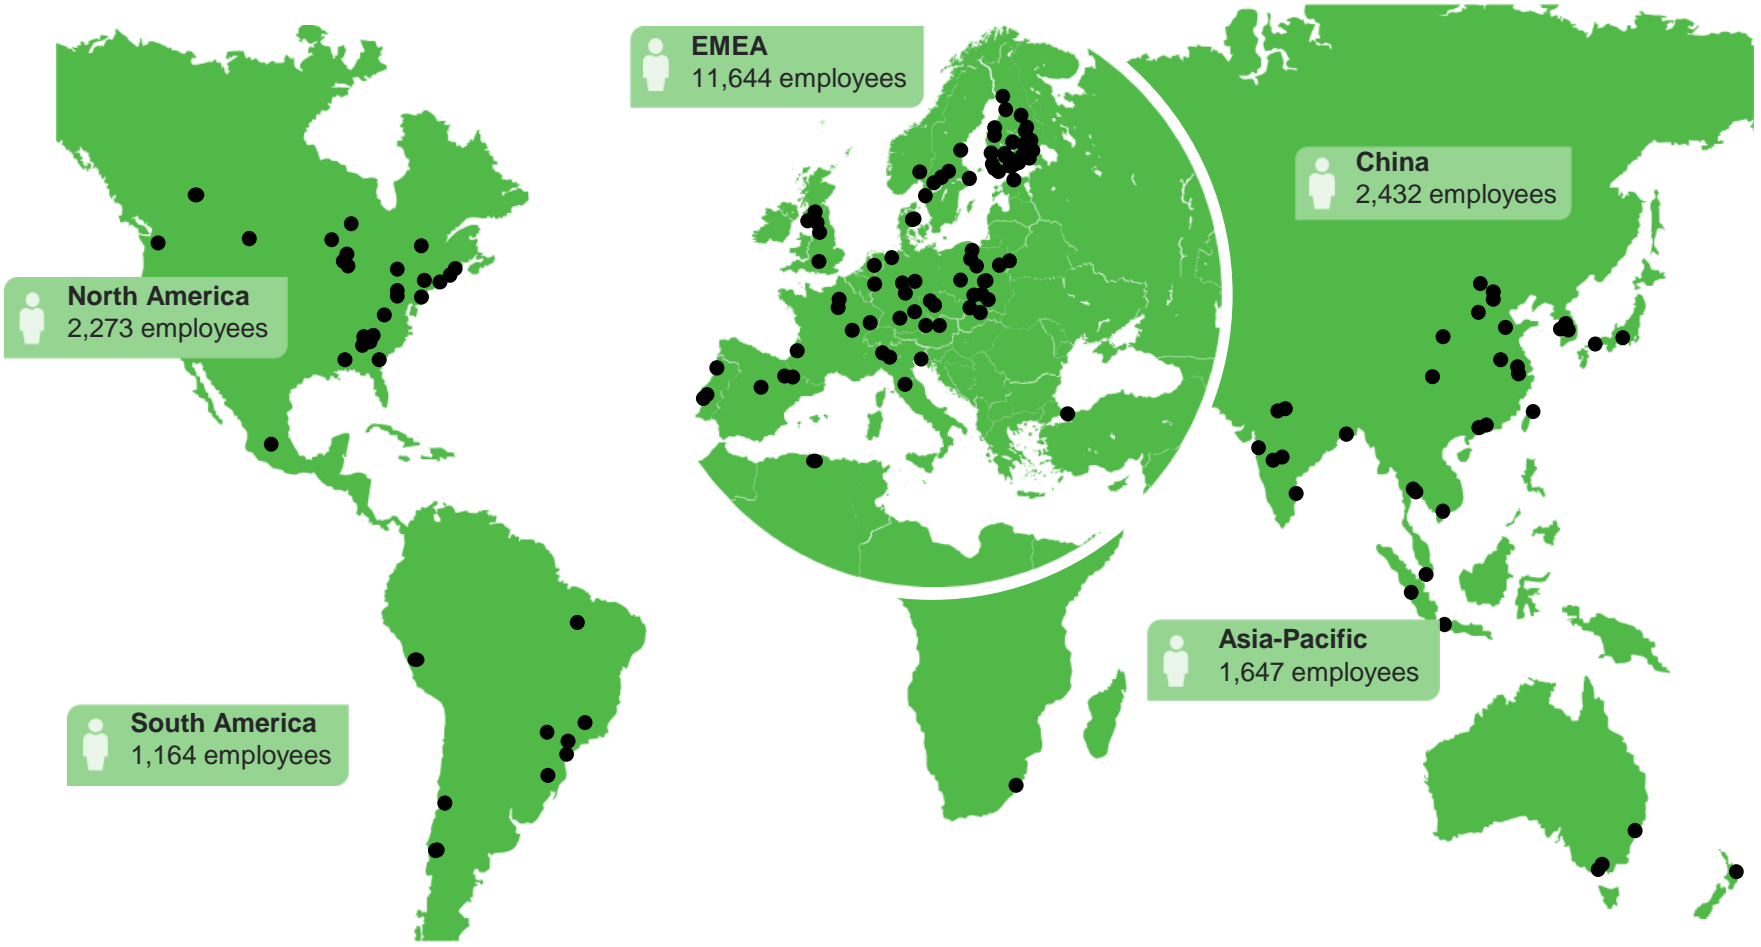 EMEA
11,644 employees
China
2,432 employees
North America
2,273 employees
Asia-Pacific
1,647 employees
South America
1,164 employees